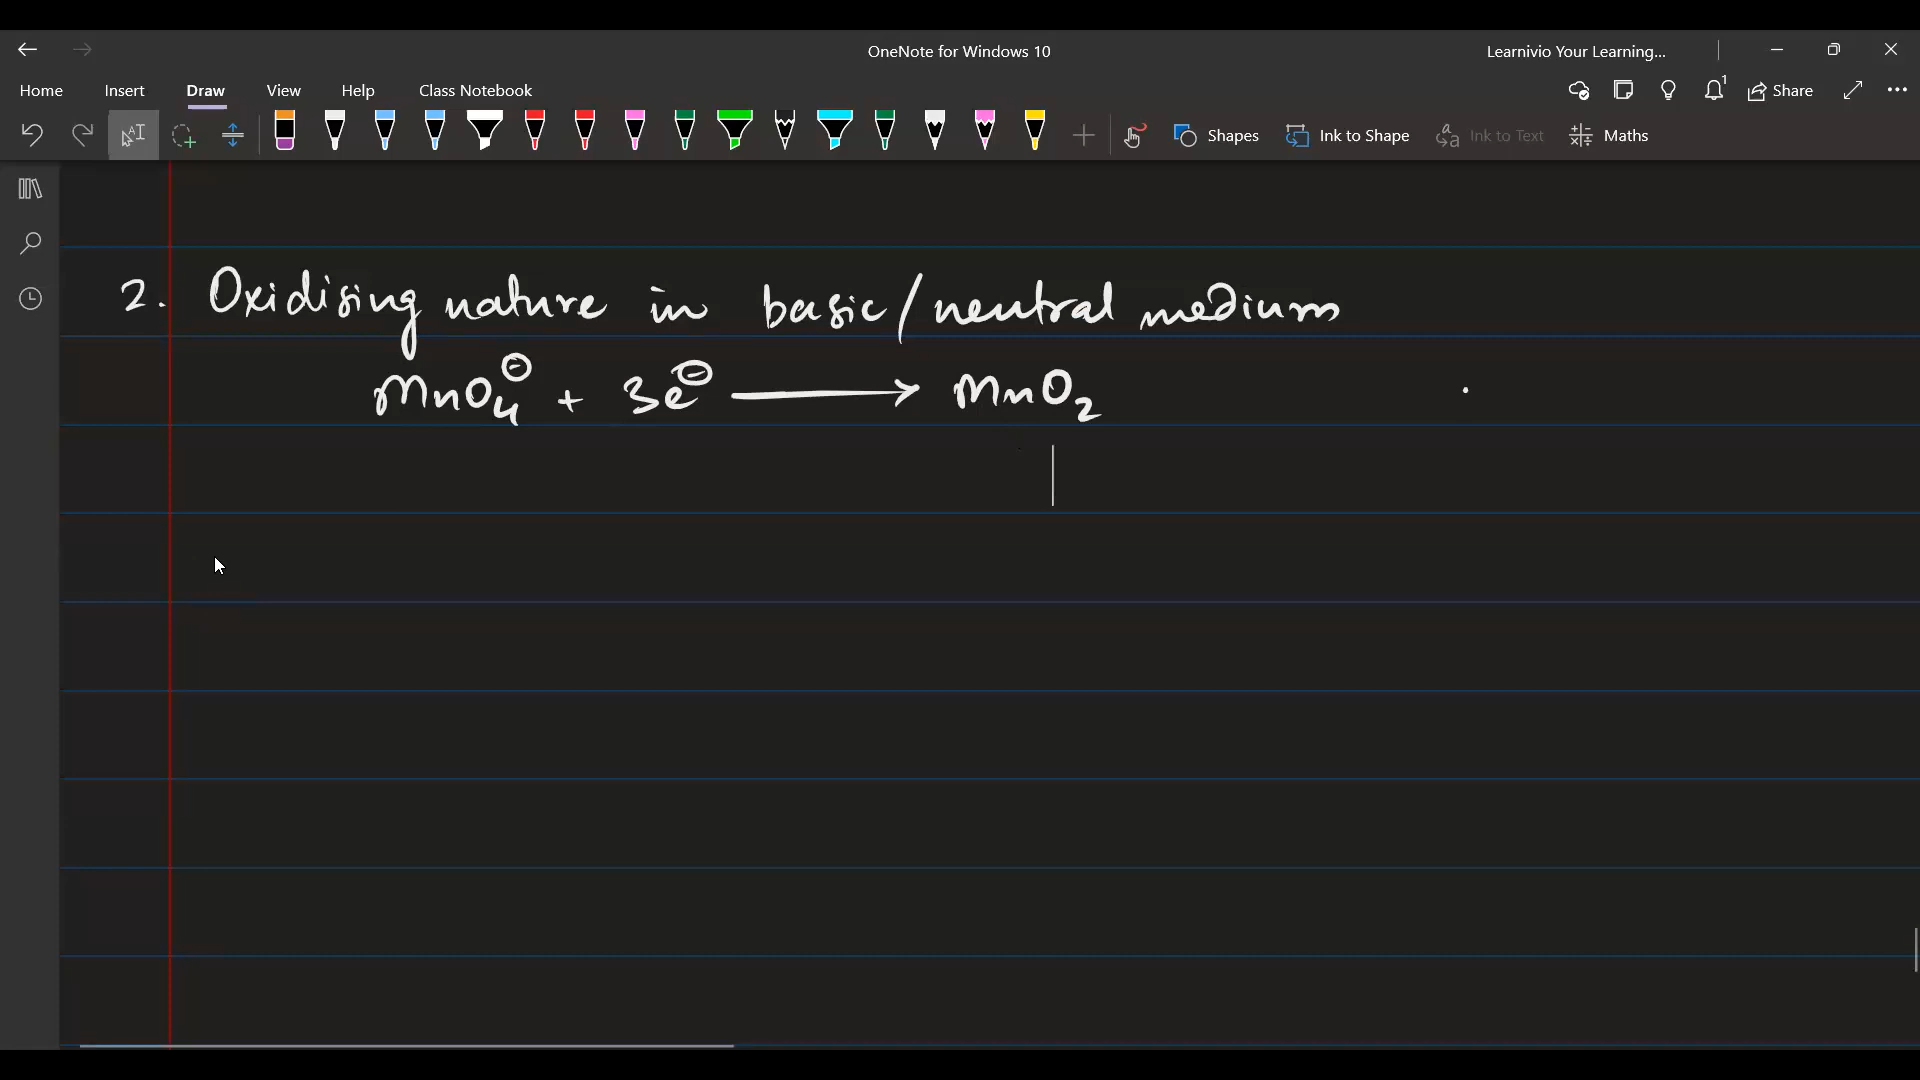 OneNote for Windows 10
Learnivio Your Learning...
Home Insert Draw View Help Class Notebook
1 Share
Shapes Ink to Shape Ink to Text Maths
2. Oxidising nature in basic/neutral medium
MnO₄⊖ + 3e⊖ ⟶ MnO₂